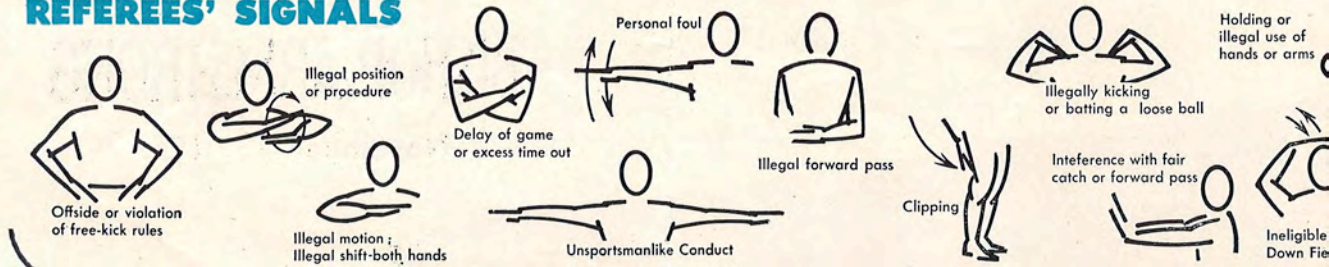 REFEREES' SIGNALS
Offside or violation
of free-kick rules
Illegal position
or procedure
Illegal motion ;
Illegal shift-both hands
Delay of game
or excess time out
Personal foul
Unsportsmanlike Conduct
Illegal forward pass
Clipping
Illegally kicking
or batting a loose ball
Inteference with fair
catch or forward pass
Holding or
illegal use of
hands or arms
Ineligible
Down Fie